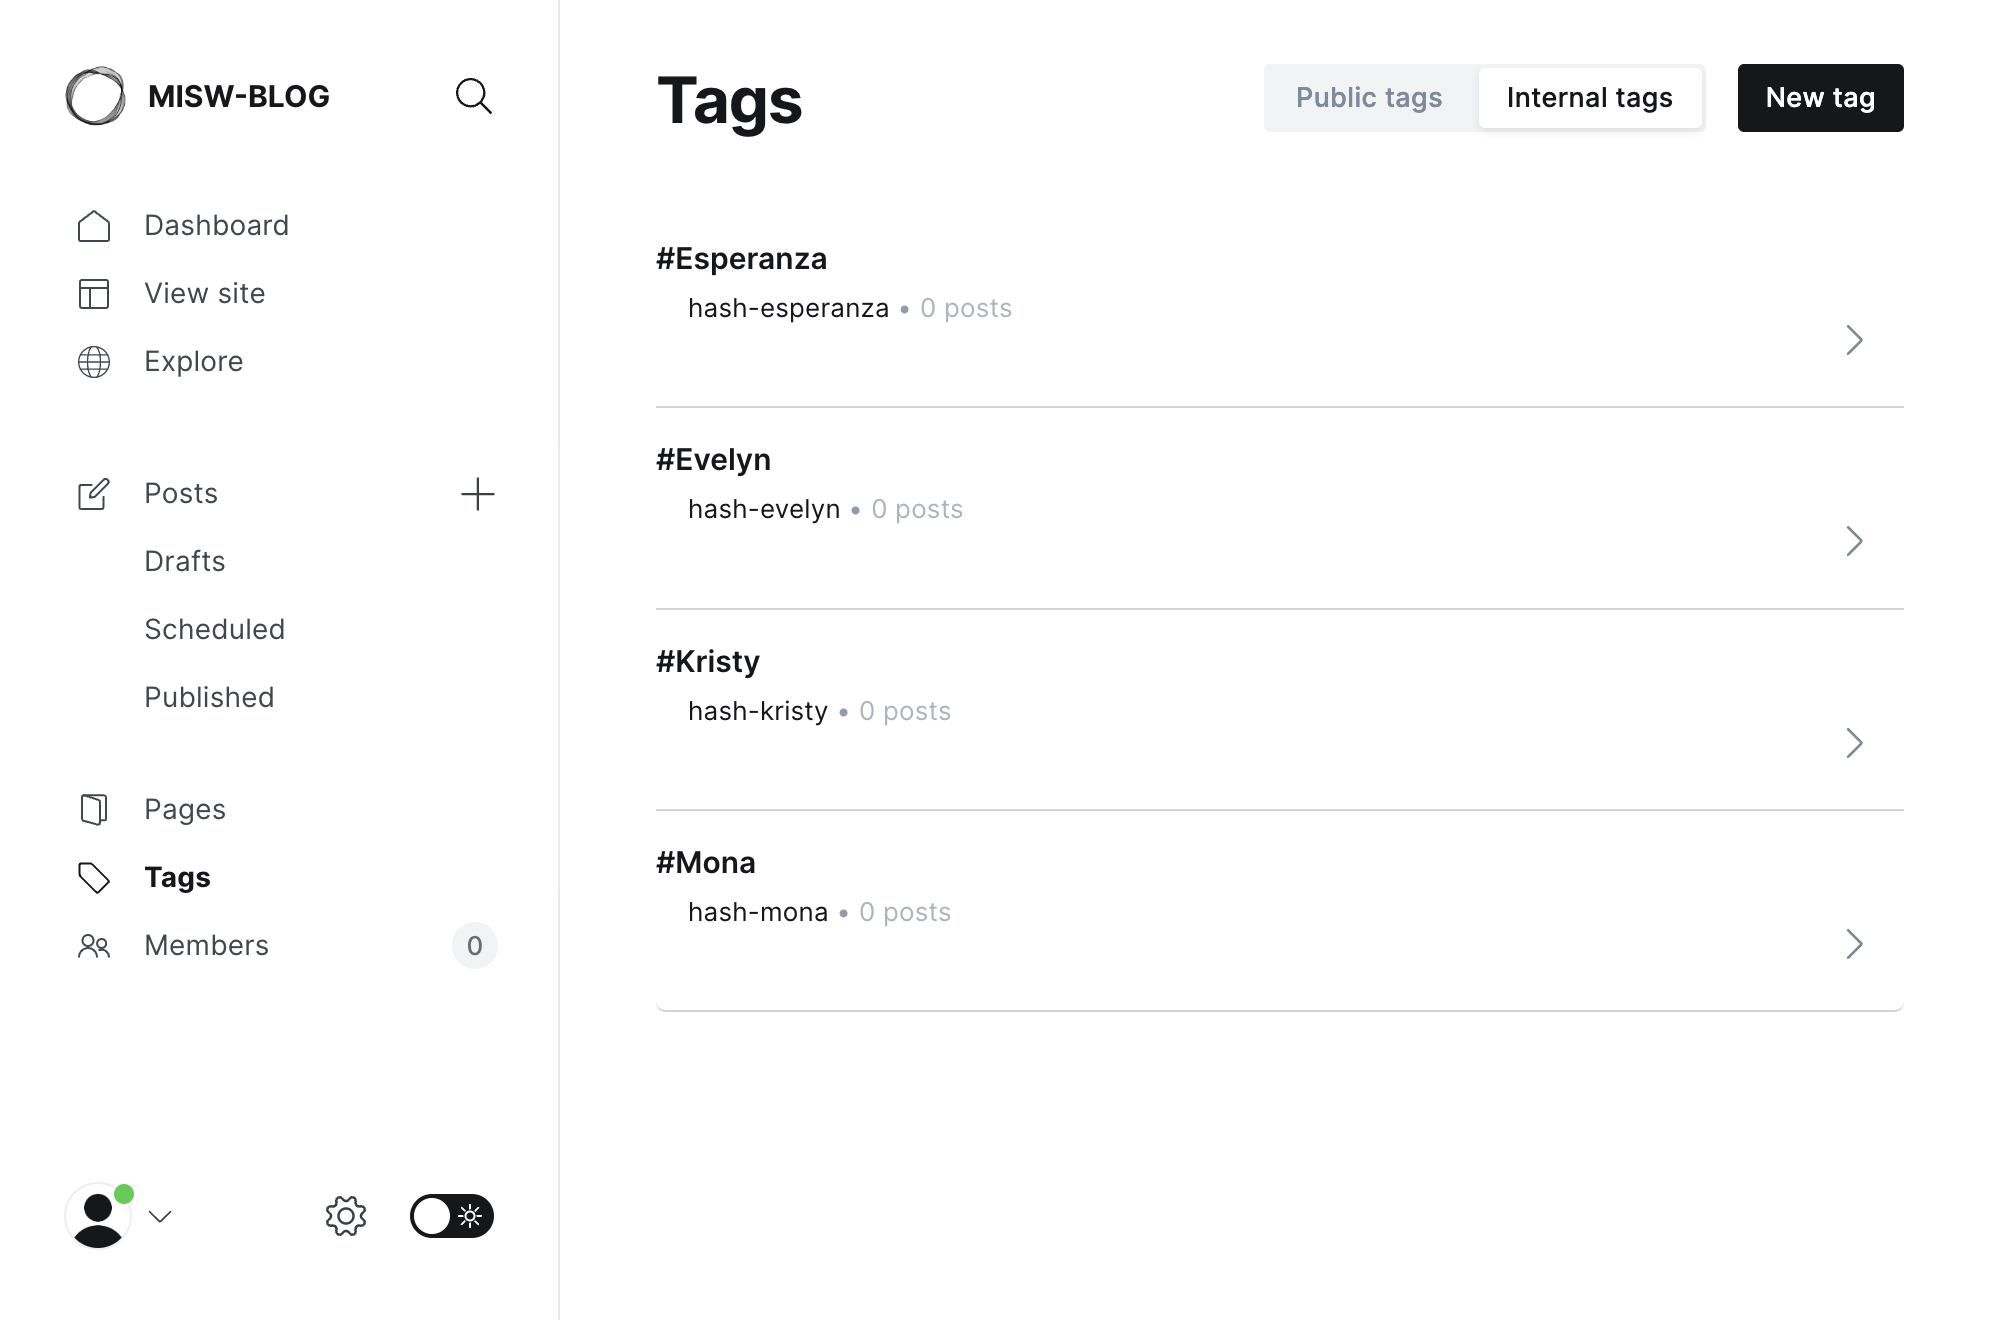 MISW-BLOG
Dashboard
View site
Explore
Posts
Drafts
Scheduled
Published
Pages
Tags
Members 0
Tags
Public tags Internal tags New tag
#Esperanza
hash-esperanza • 0 posts
#Evelyn
hash-evelyn • 0 posts
#Kristy
hash-kristy • 0 posts
#Mona
hash-mona • 0 posts